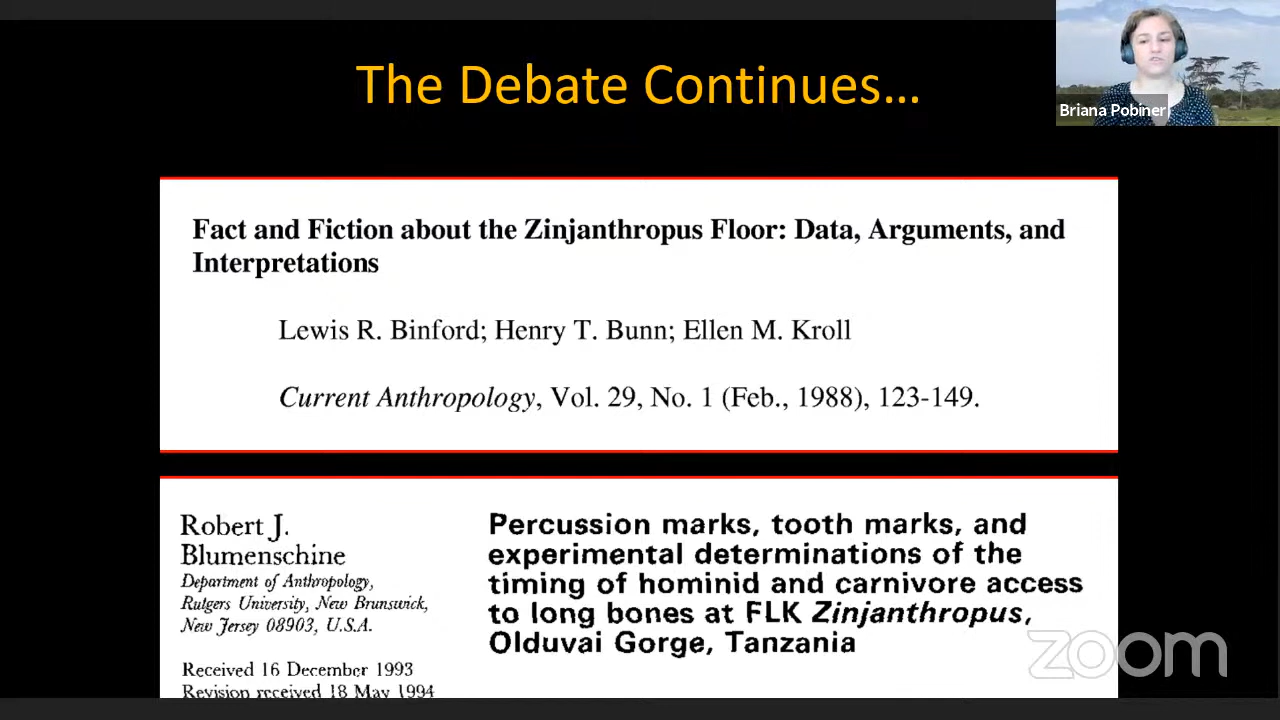 The Debate Continues...
Briana Pobiner
Fact and Fiction about the Zinjanthropus Floor: Data, Arguments, and
Interpretations
Lewis R. Binford; Henry T. Bunn; Ellen M. Kroll
Current Anthropology, Vol. 29, No. 1 (Feb., 1988), 123-149.
Robert J.
Blumenschine
Department of Anthropology,
Rutgers University, New Brunswick,
New Jersey 08903, U.S.A.
Received 16 December 1993
Revision received 18 May 1994
Percussion marks, tooth marks, and
experimental determinations of the
timing of hominid and carnivore access
to long bones at FLK Zinjanthropus,
Olduvai Gorge, Tanzania
zoom